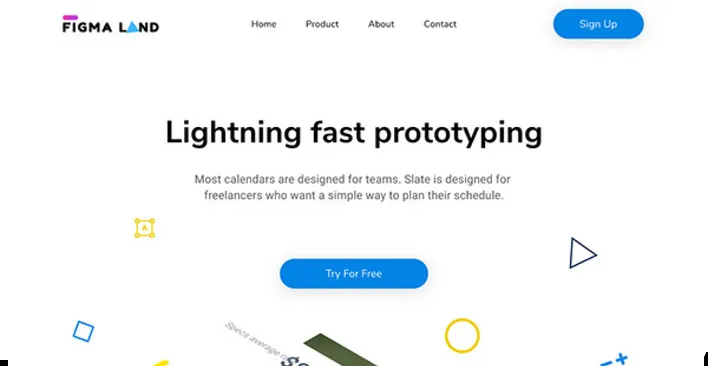 FIGMA LAND
Home Product About Contact
Sign Up
Lightning fast prototyping
Most calendars are designed for teams. Slate is designed for
freelancers who want a simple way to plan their schedule.
A
Try For Free
Specs average